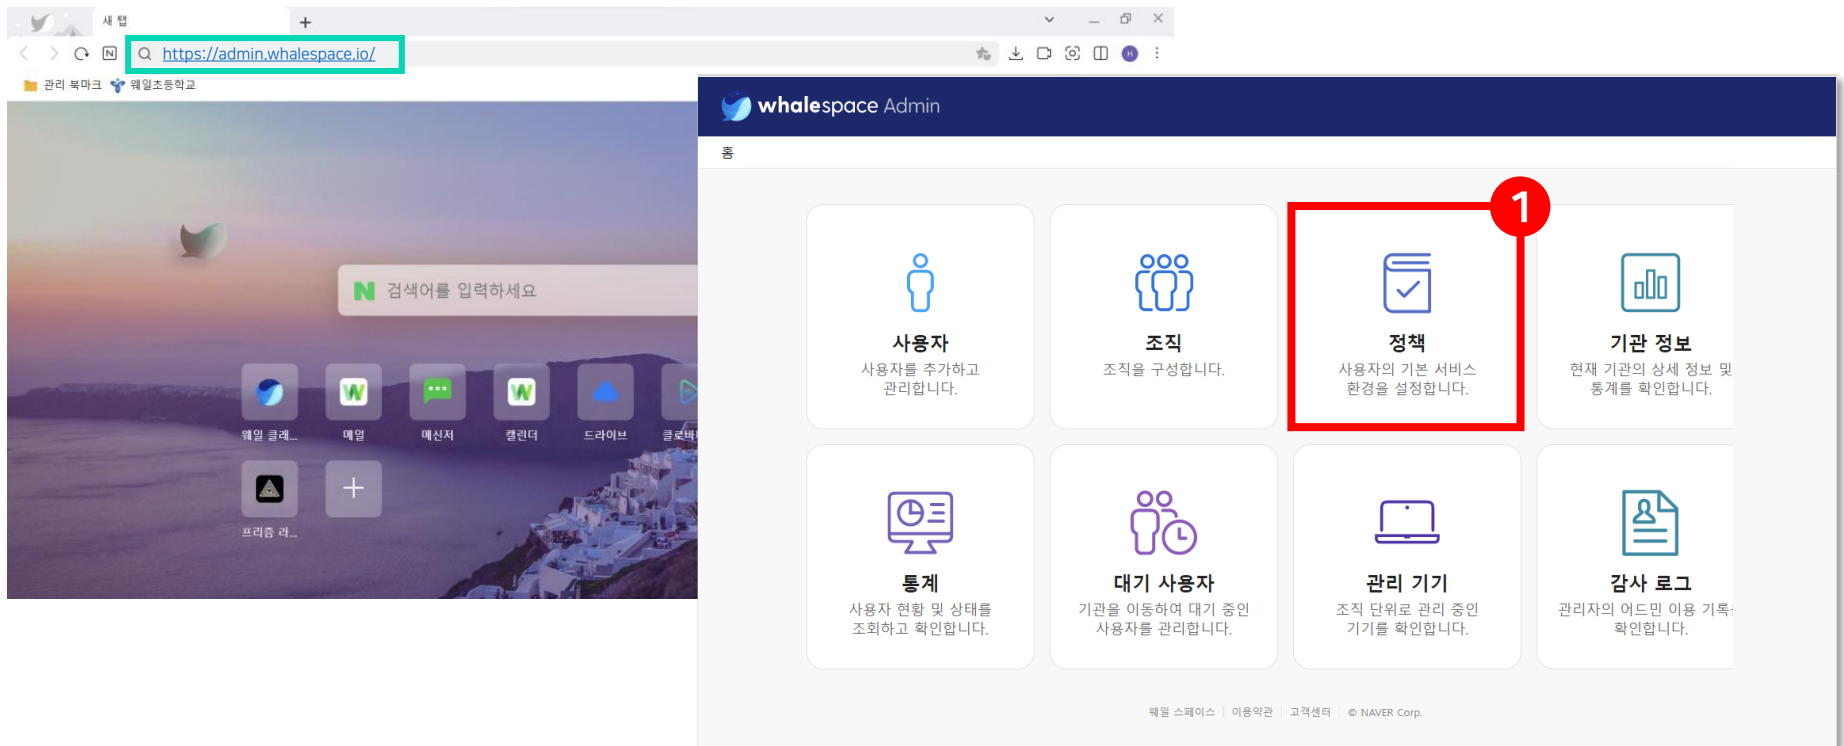 새 탭
https://admin.whalespace.io/
관리 북마크
웨일초등학교
검색어를 입력하세요
웨일 클래...
메일
메신저
캘린더
드라이브
프리즘 라...
whalespace Admin
홈
1
사용자
사용자를 추가하고
관리합니다.
조직
조직을 구성합니다.
정책
사용자의 기본 서비스
환경을 설정합니다.
기관 정보
현재 기관의 상세 정보 및
통계를 확인합니다.
통계
사용자 현황 및 상태를
조회하고 확인합니다.
대기 사용자
기관을 이동하여 대기 중인
사용자를 관리합니다.
관리 기기
조직 단위로 관리 중인
기기를 확인합니다.
감사 로그
관리자의 어드민 이용 기록
확인합니다.
웨일 스페이스 | 이용약관 | 고객센터 | © NAVER Corp.